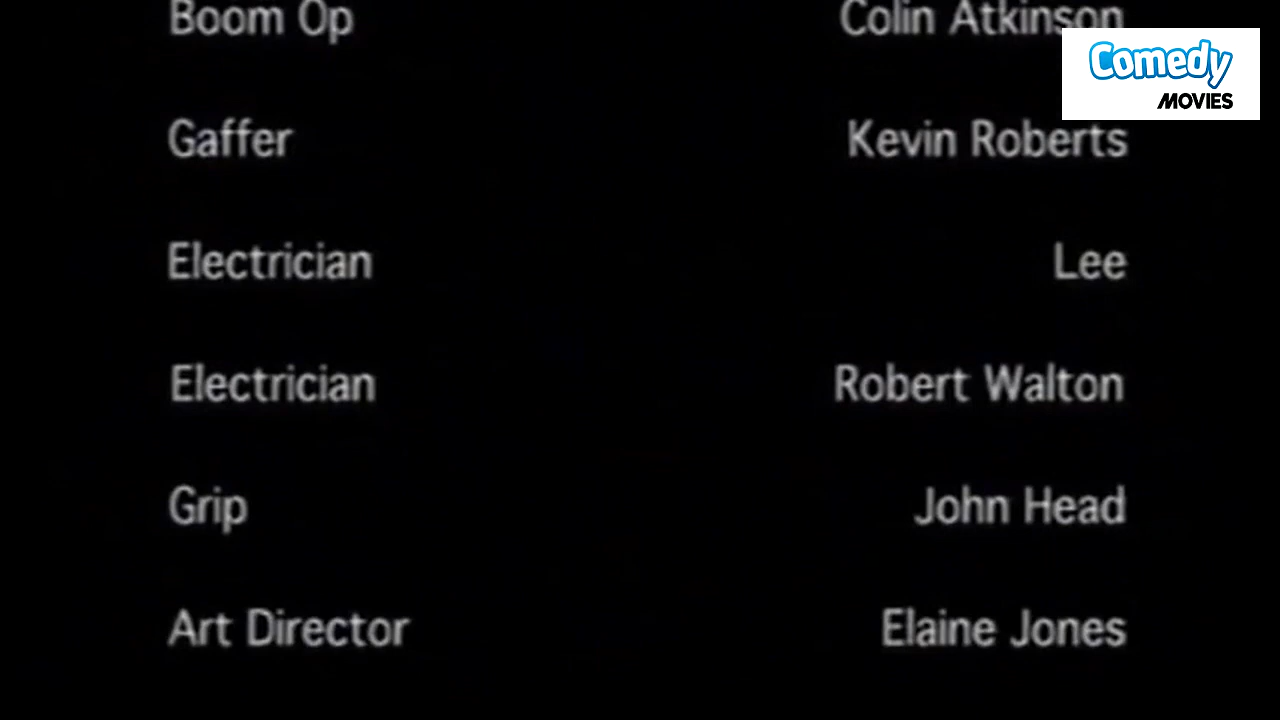 Boom Op Colin Atkinson
Comedy
MOVIES
Gaffer Kevin Roberts
Electrician Lee
Electrician Robert Walton
Grip John Head
Art Director Elaine Jones